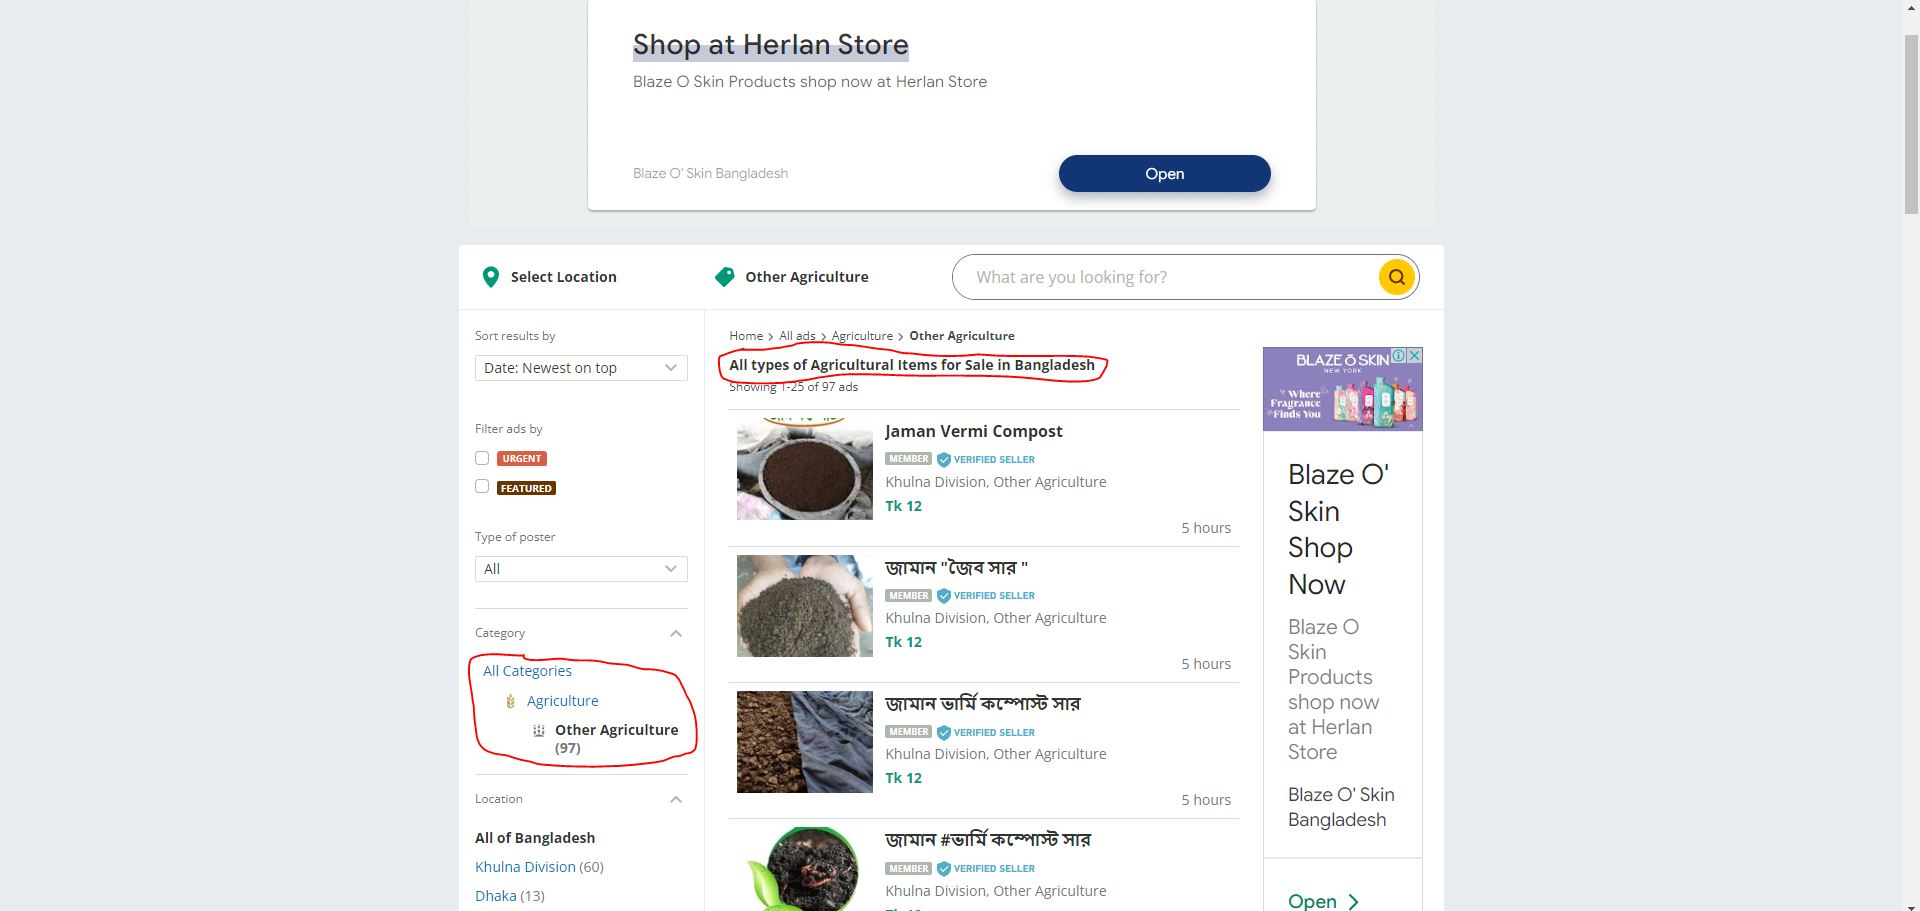 Shop at Herlan Store
Blaze O Skin Products shop now at Herlan Store
Blaze O' Skin Bangladesh
Open
Select Location
Other Agriculture
What are you looking for?
Sort results by
Date: Newest on top
Filter ads by
URGENT
FEATURED
Type of poster
All
Category
All Categories
Agriculture
Other Agriculture
(97)
Location
All of Bangladesh
Khulna Division (60)
Dhaka (13)
Home > All ads > Agriculture > Other Agriculture
All types of Agricultural Items for Sale in Bangladesh
Showing 1-25 of 97 ads
Jaman Vermi Compost
MEMBER VERIFIED SELLER
Khulna Division, Other Agriculture
Tk 12
5 hours
জামান "জৈব সার "
MEMBER VERIFIED SELLER
Khulna Division, Other Agriculture
Tk 12
5 hours
জামান ভার্মি কম্পোস্ট সার
MEMBER VERIFIED SELLER
Khulna Division, Other Agriculture
Tk 12
5 hours
জামান #ভার্মি কম্পোস্ট সার
MEMBER VERIFIED SELLER
Khulna Division, Other Agriculture
BLAZE O SKIN
NEW YORK
Where
Fragrance
Finds You
Blaze O'
Skin
Shop
Now
Blaze O
Skin
Products
shop now
at Herlan
Store
Blaze O' Skin
Bangladesh
Open